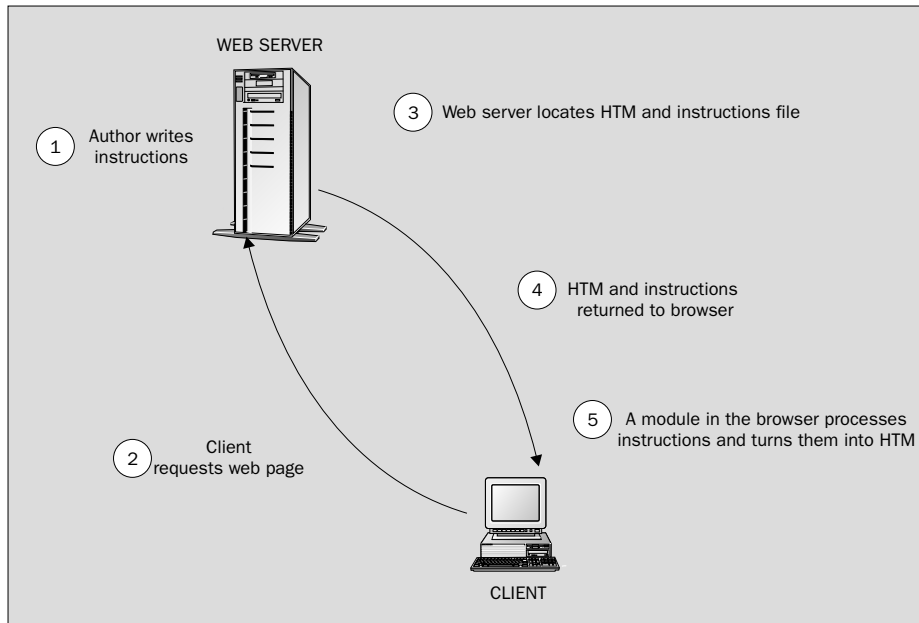 WEB SERVER
1
Author writes
instructions
3
Web server locates HTM and instructions file
4
HTM and instructions
returned to browser
5
A module in the browser processes
instructions and turns them into HTM
2
Client
requests web page
CLIENT